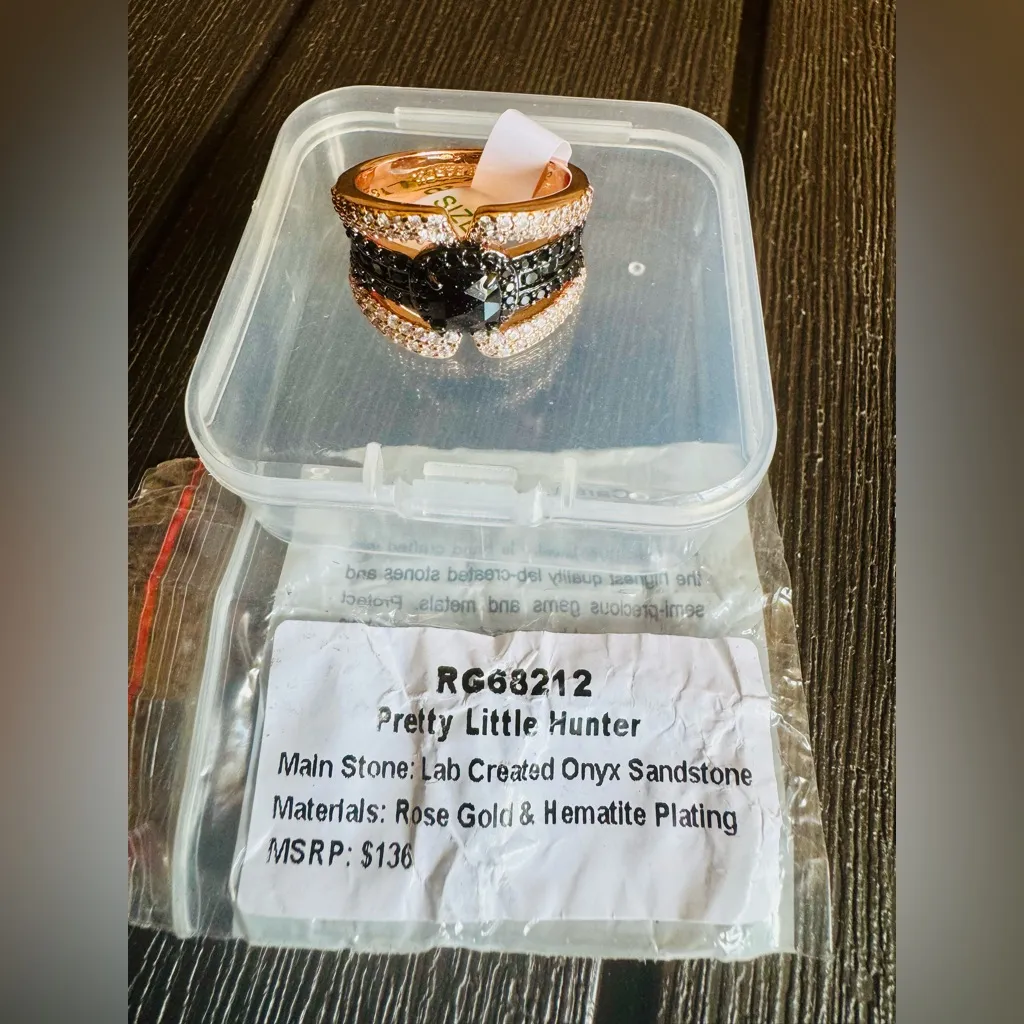 SIZ
the highest quality lab-created stones and
semi-precious gems and metals. Protect
RG68212
Pretty Little Hunter
Main Stone: Lab Created Onyx Sandstone
Materials: Rose Gold & Hematite Plating
MSRP: $136